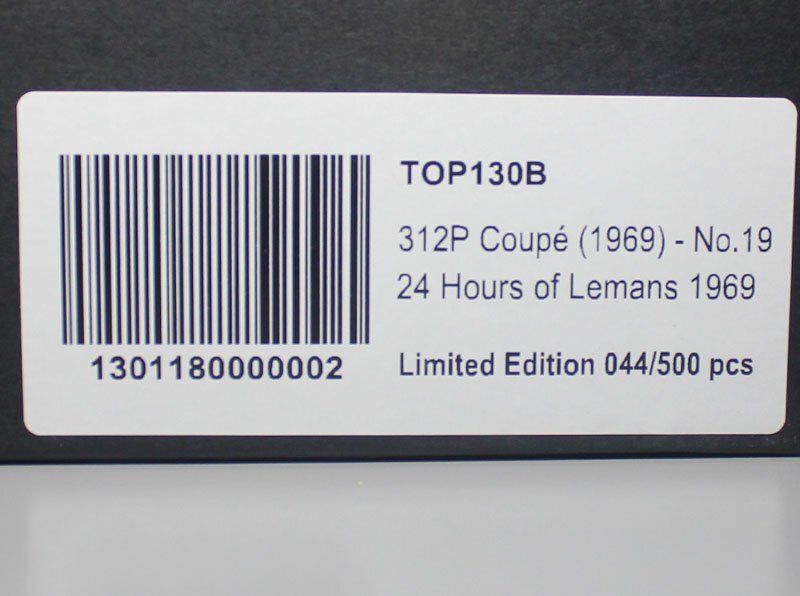 TOP130B
312P Coupé (1969) - No.19
24 Hours of Lemans 1969
1301180000002
Limited Edition 044/500 pcs